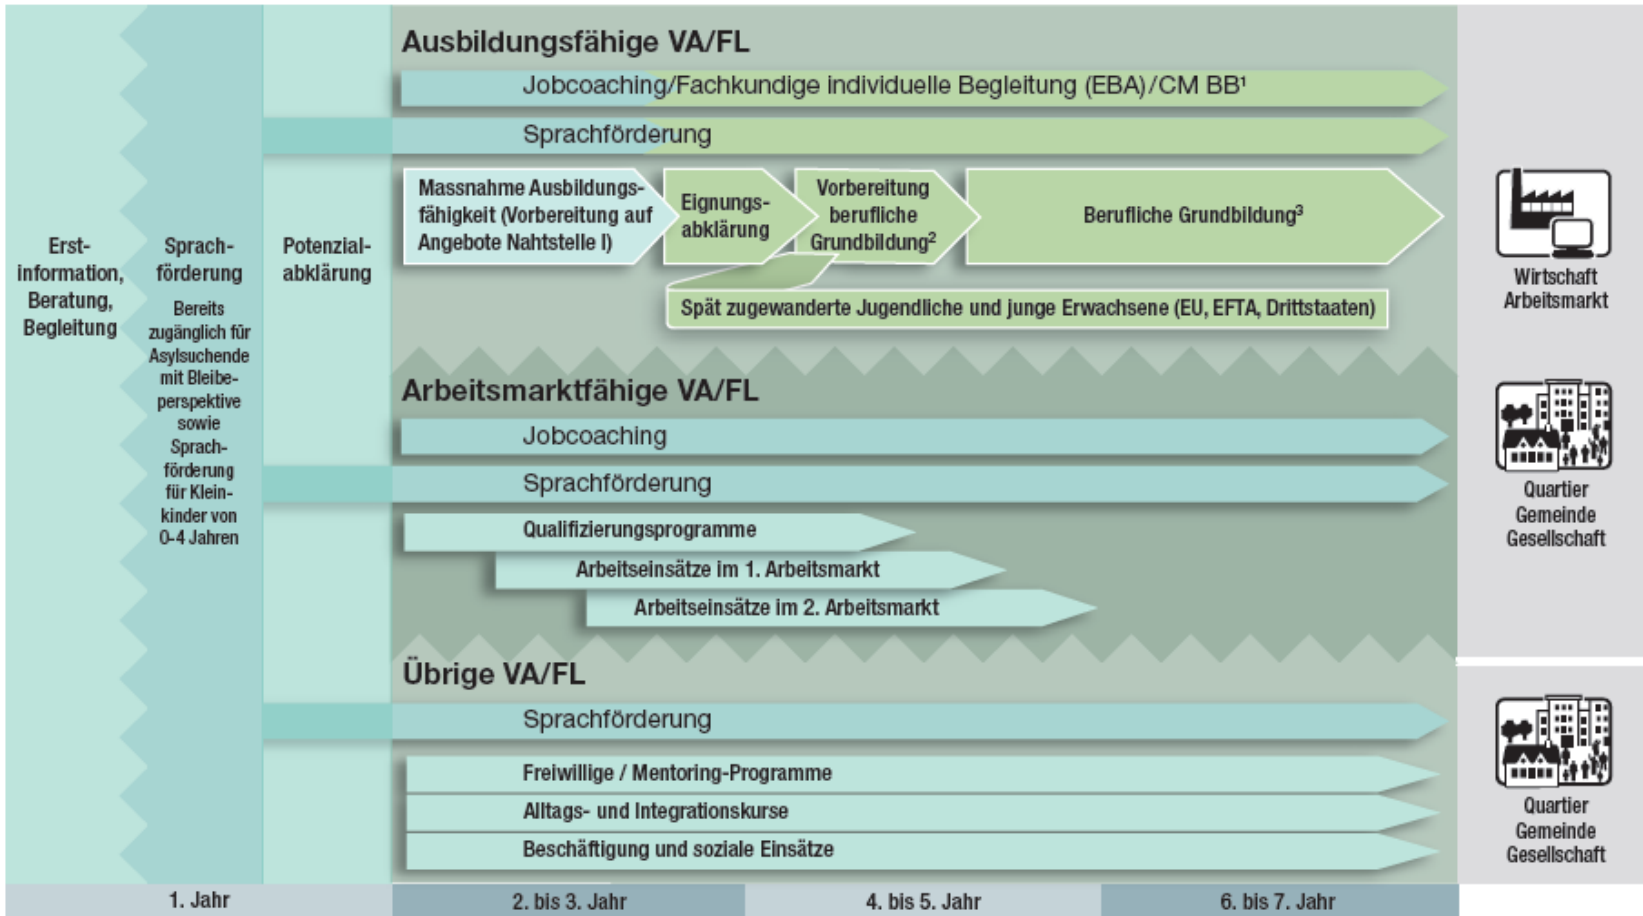 Erst-
information,
Beratung,
Begleitung
Sprach-
förderung
Bereits
zugänglich für
Asylsuchende
mit Bleibe-
perspektive
sowie
Sprach-
förderung
für Klein-
kinder von
0-4 Jahren
Potenzial-
abklärung
Ausbildungsfähige VA/FL
Jobcoaching/Fachkundige individuelle Begleitung (EBA)/CM BB¹
Sprachförderung
Massnahme Ausbildungs-
fähigkeit (Vorbereitung auf
Angebote Nahtstelle I)
Eignungs-
abklärung
Vorbereitung
berufliche
Grundbildung²
Berufliche Grundbildung³
Spät zugewanderte Jugendliche und junge Erwachsene (EU, EFTA, Drittstaaten)
Arbeitsmarktfähige VA/FL
Jobcoaching
Sprachförderung
Qualifizierungsprogramme
Arbeitseinsätze im 1. Arbeitsmarkt
Arbeitseinsätze im 2. Arbeitsmarkt
Übrige VA/FL
Sprachförderung
Freiwillige / Mentoring-Programme
Alltags- und Integrationskurse
Beschäftigung und soziale Einsätze
Wirtschaft
Arbeitsmarkt
Quartier
Gemeinde
Gesellschaft
Quartier
Gemeinde
Gesellschaft
1. Jahr
2. bis 3. Jahr
4. bis 5. Jahr
6. bis 7. Jahr